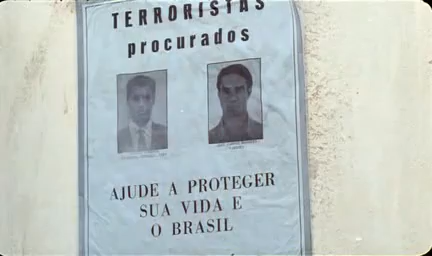 TERRORISTAS
procurados
AJUDE A PROTEGER
SUA VIDA E
O BRASIL